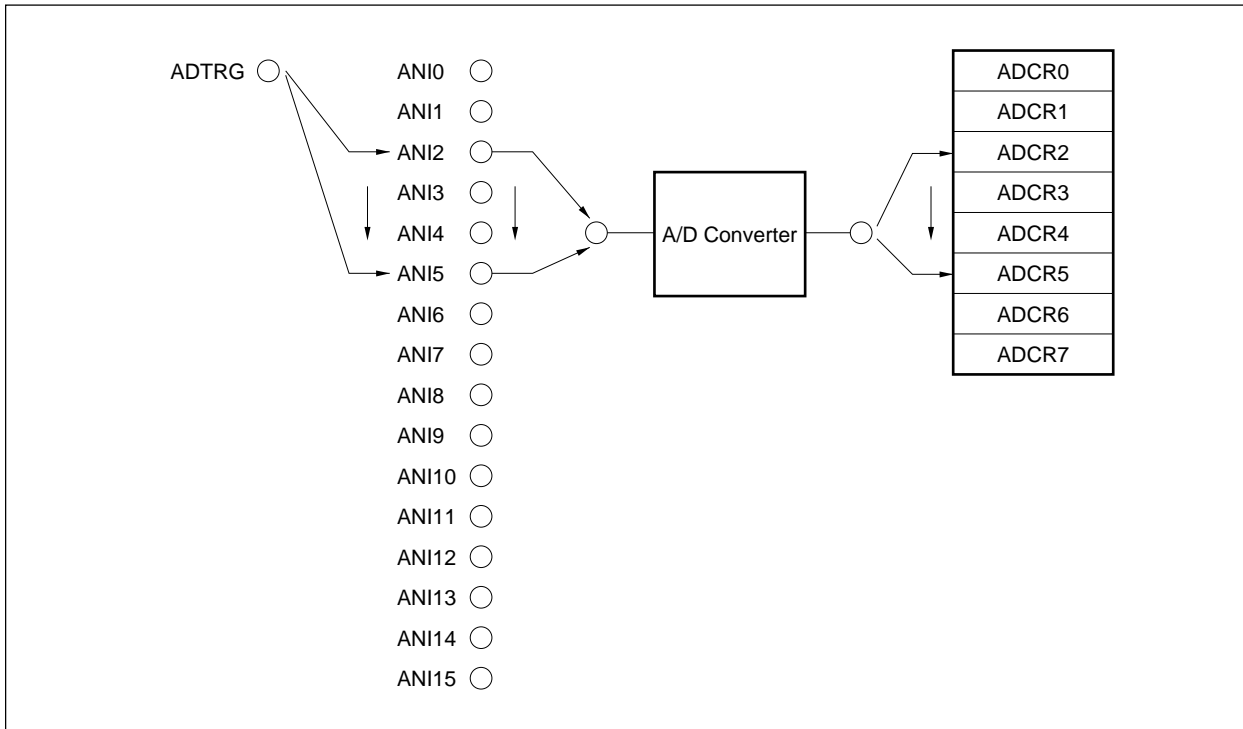 ADTRG
ANI0
ANI1
ANI2
ANI3
ANI4
ANI5
ANI6
ANI7
ANI8
ANI9
ANI10
ANI11
ANI12
ANI13
ANI14
ANI15
A/D Converter
ADCR0
ADCR1
ADCR2
ADCR3
ADCR4
ADCR5
ADCR6
ADCR7